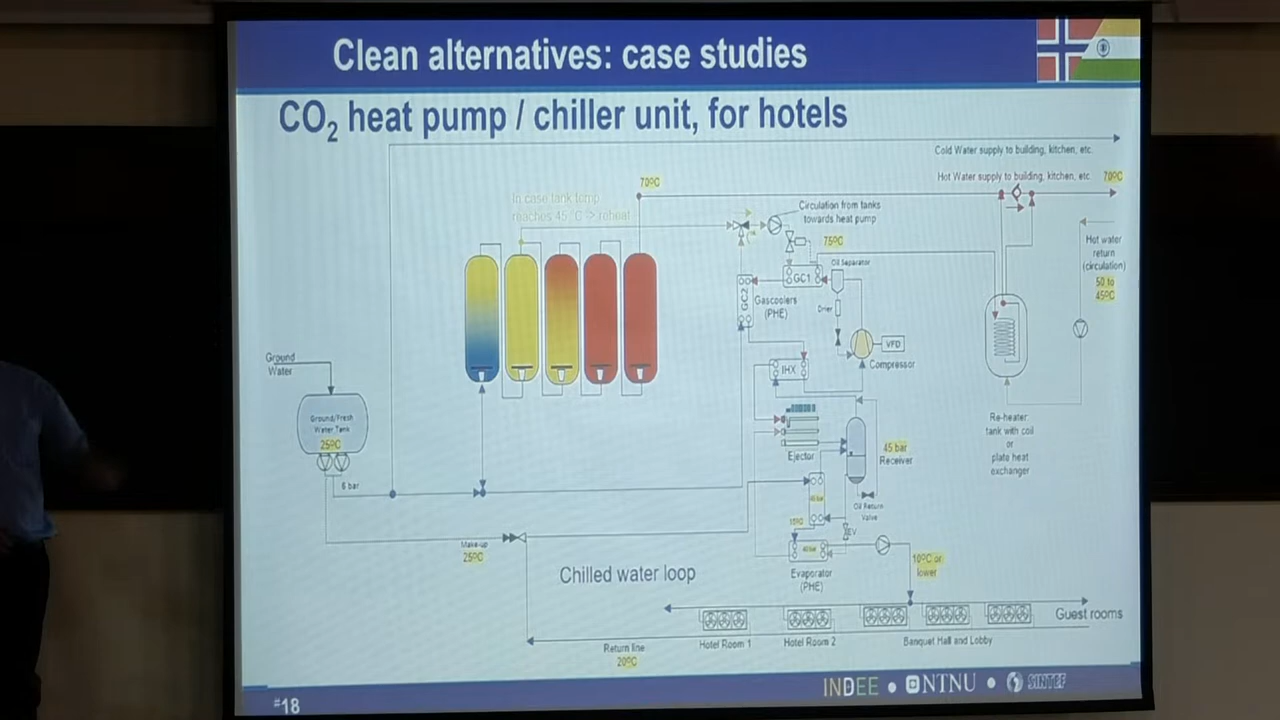 Clean alternatives: case studies
CO₂ heat pump / chiller unit, for hotels
Cold Water supply to building, kitchen, etc.
Hot Water supply to building, kitchen, etc. 70ºC
70ºC
In case tank temp
reaches 45 ˚C -> reheat
Circulation from tanks
towards heat pump
75ºC
Oil Separator
GC1
GC2
Gascoolers
(PHE)
Drier
VFD
Compressor
IHX
Hot water
return
(circulation)
50 to
45ºC
Ground
Water
Ground/Fresh
Water Tank
25ºC
6 bar
Re-heater
tank with coil
or
plate heat
exchanger
Ejector
45 bar
Receiver
Oil Return
Valve
EV
Make-up
25ºC
Chilled water loop
Evaporator
(PHE)
10ºC or
lower
Guest rooms
Hotel Room 1
Hotel Room 2
Banquet Hall and Lobby
Return line
20ºC
INDEE • NTNU • SINTEF
#18